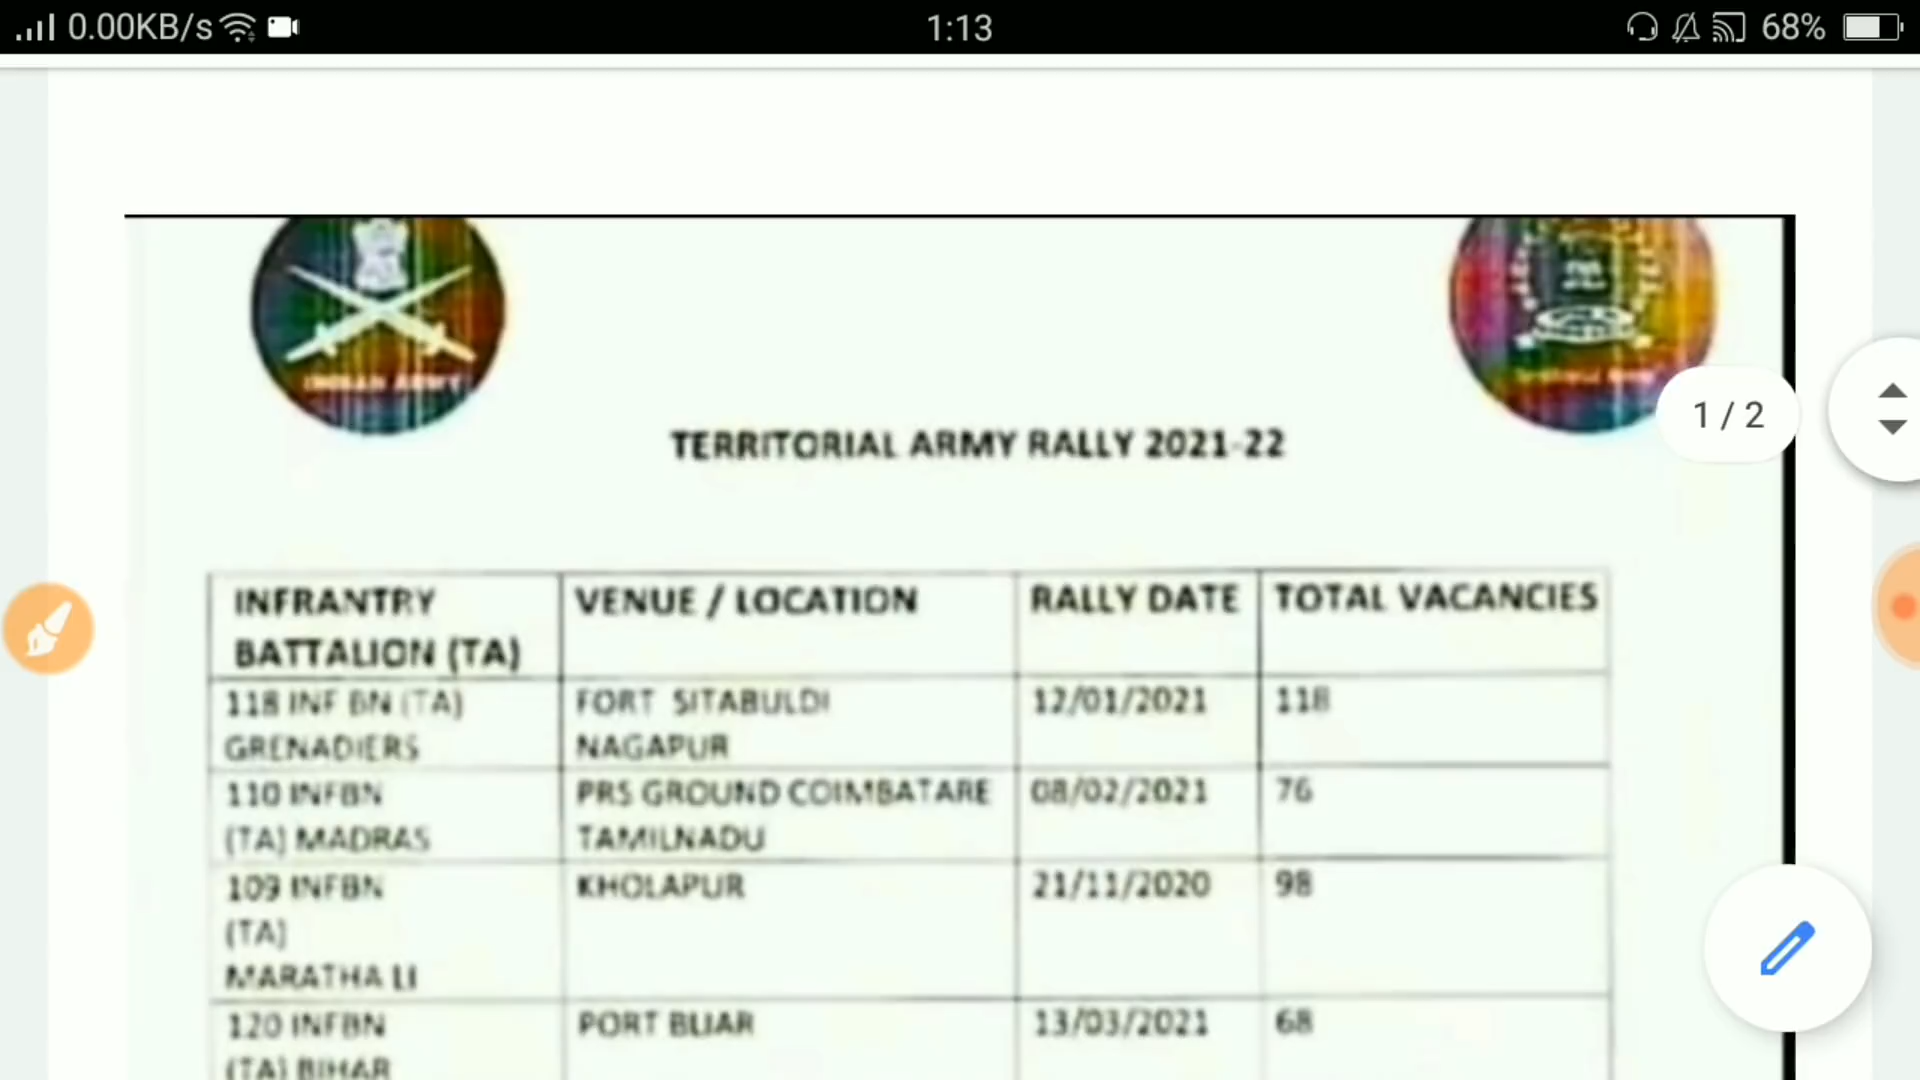 0.00KB/s
1:13
68%
INDIAN ARMY
TERRITORIAL ARMY RALLY 2021-22
1 / 2
INFRANTRY
BATTALION (TA)
VENUE / LOCATION
RALLY DATE
TOTAL VACANCIES
118 INF BN (TA)
GRENADIERS
FORT SITABULDI
NAGAPUR
12/01/2021
118
110 INFBN
(TA) MADRAS
PRS GROUND COIMBATARE
TAMILNADU
08/02/2021
76
109 INFBN
(TA)
MARATHA LI
KHOLAPUR
21/11/2020
98
120 INFBN
(TA) BIHAR
PORT BLIAR
13/03/2021
68